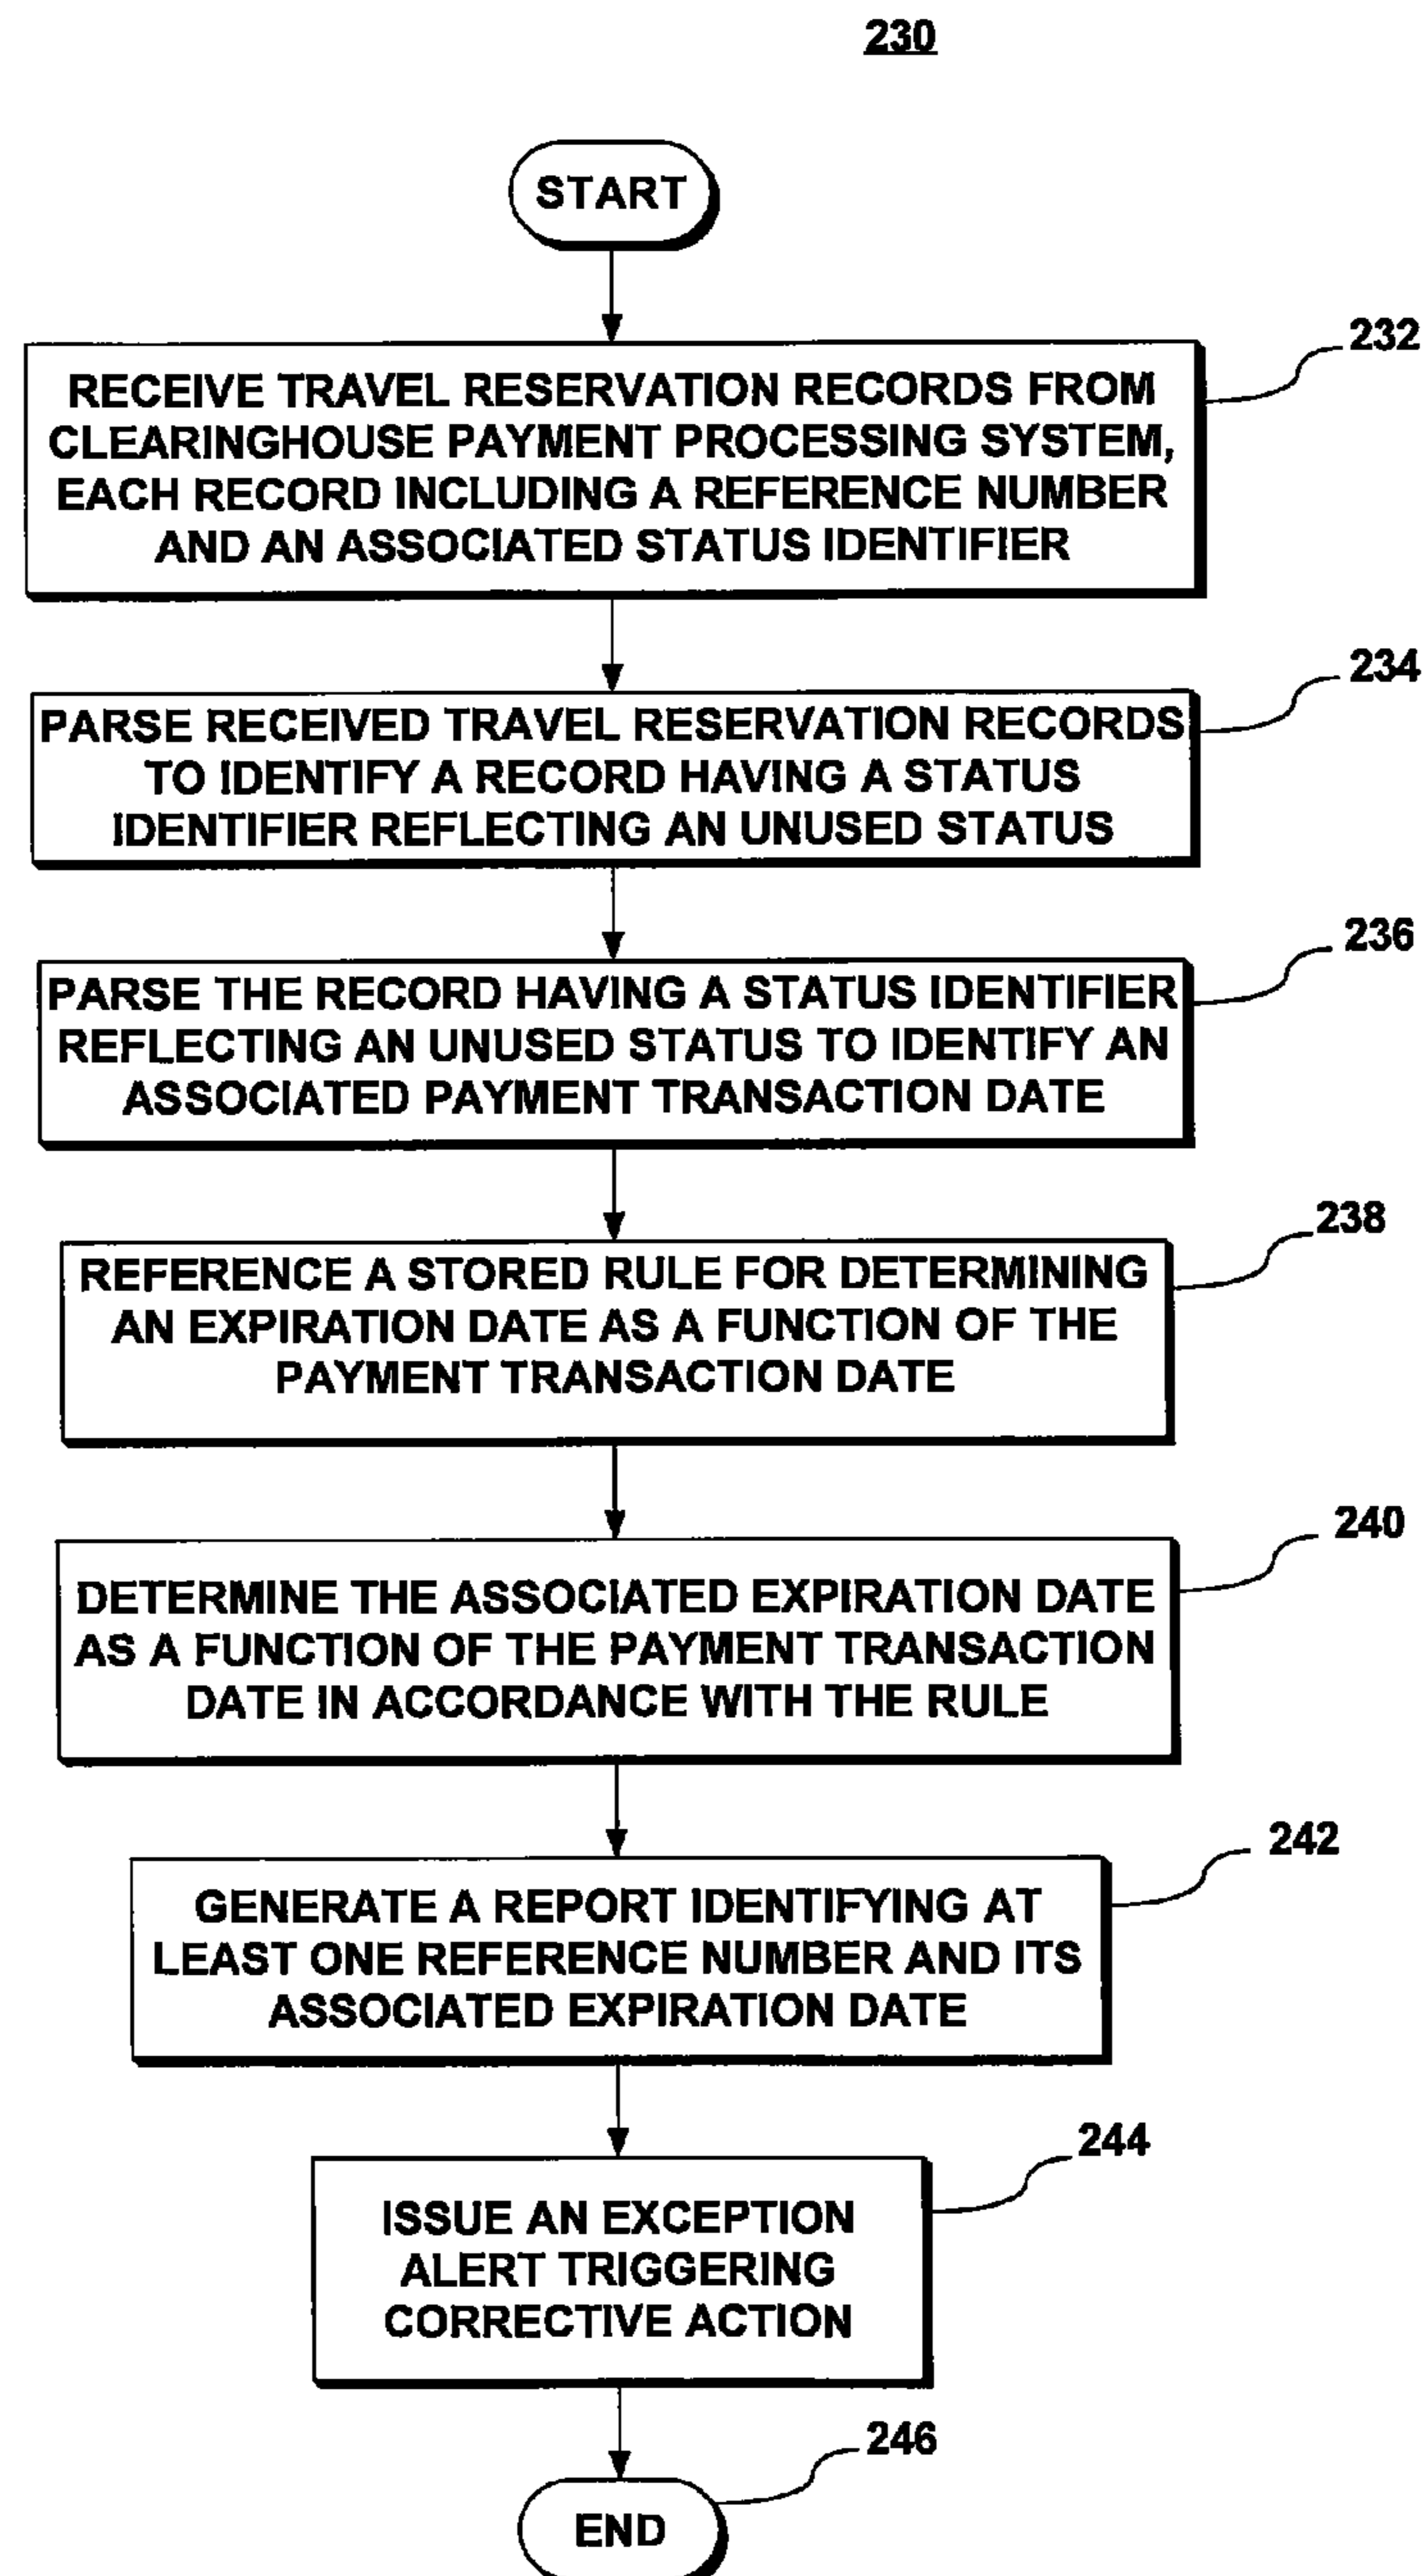 230
START
232
RECEIVE TRAVEL RESERVATION RECORDS FROM
CLEARINGHOUSE PAYMENT PROCESSING SYSTEM,
EACH RECORD INCLUDING A REFERENCE NUMBER
AND AN ASSOCIATED STATUS IDENTIFIER
234
PARSE RECEIVED TRAVEL RESERVATION RECORDS
TO IDENTIFY A RECORD HAVING A STATUS
IDENTIFIER REFLECTING AN UNUSED STATUS
236
PARSE THE RECORD HAVING A STATUS IDENTIFIER
REFLECTING AN UNUSED STATUS TO IDENTIFY AN
ASSOCIATED PAYMENT TRANSACTION DATE
238
REFERENCE A STORED RULE FOR DETERMINING
AN EXPIRATION DATE AS A FUNCTION OF THE
PAYMENT TRANSACTION DATE
240
DETERMINE THE ASSOCIATED EXPIRATION DATE
AS A FUNCTION OF THE PAYMENT TRANSACTION
DATE IN ACCORDANCE WITH THE RULE
242
GENERATE A REPORT IDENTIFYING AT
LEAST ONE REFERENCE NUMBER AND ITS
ASSOCIATED EXPIRATION DATE
244
ISSUE AN EXCEPTION
ALERT TRIGGERING
CORRECTIVE ACTION
246
END